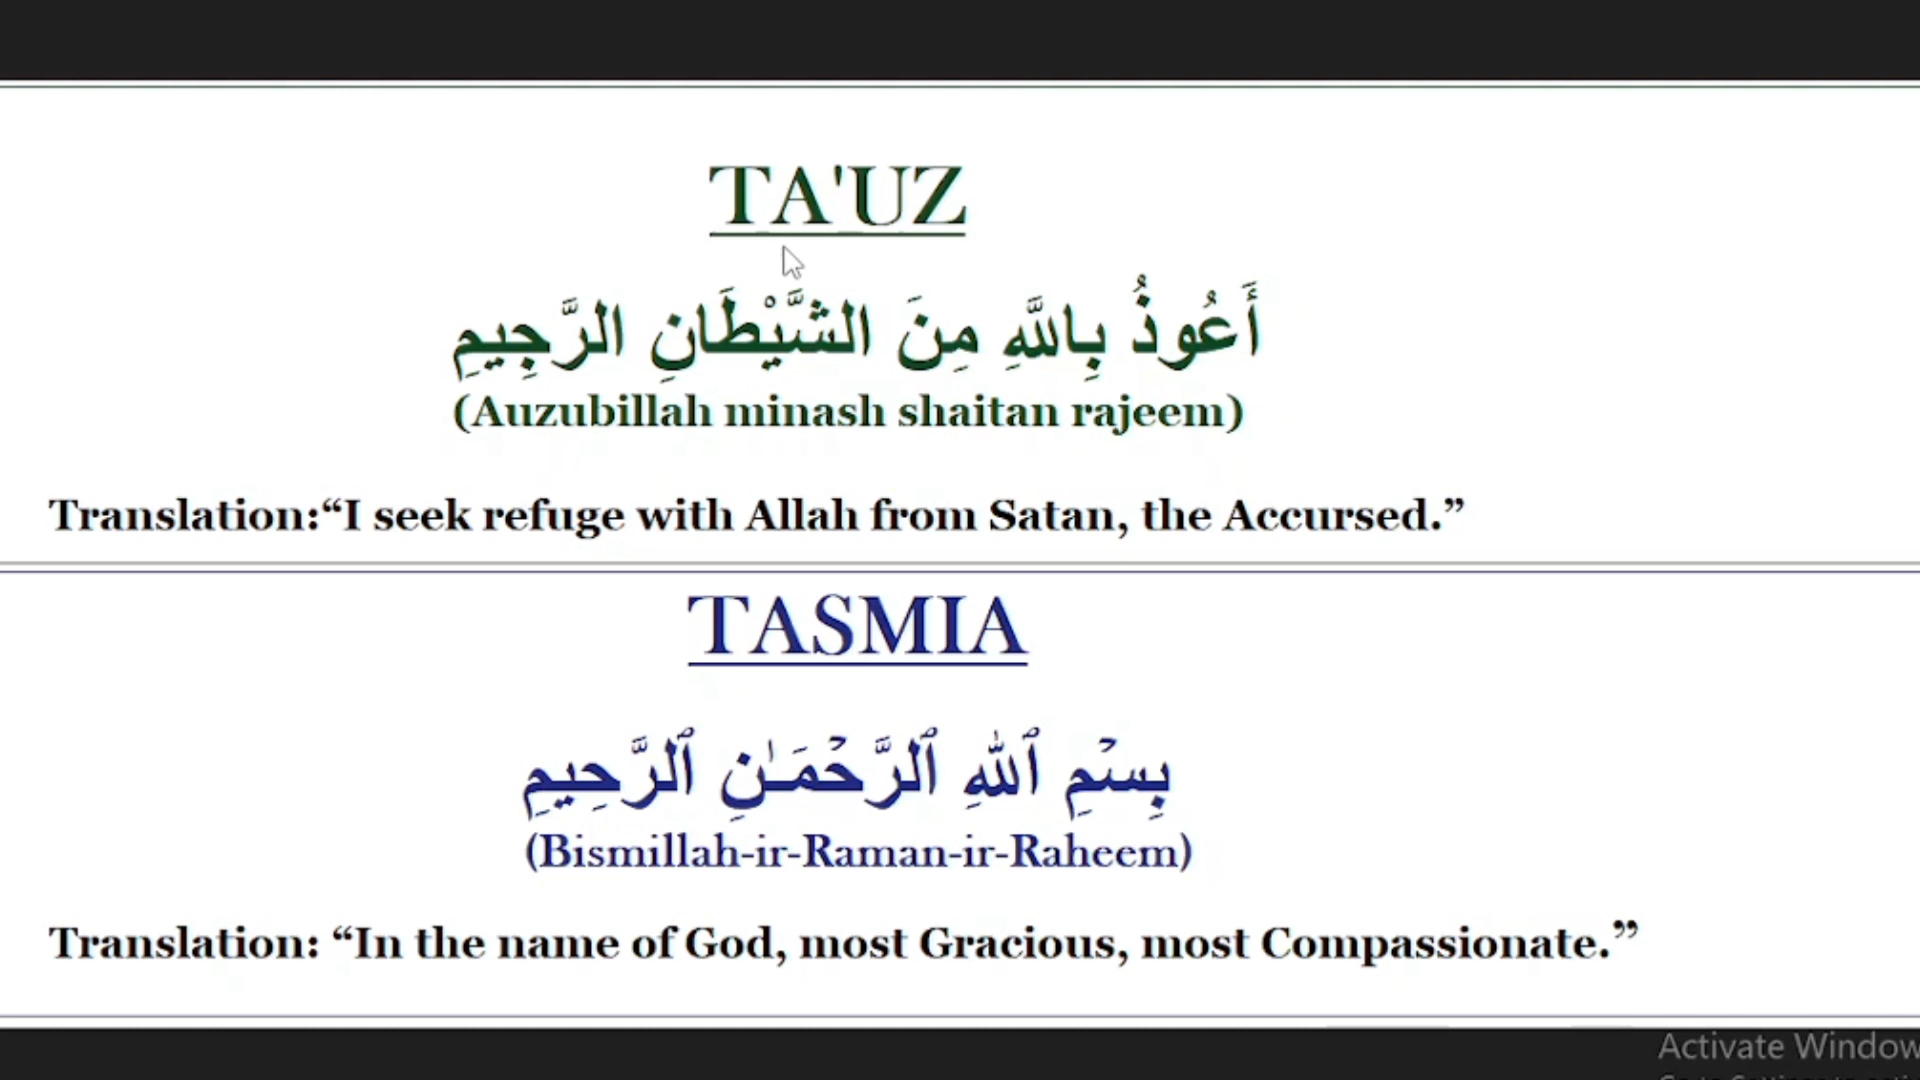 TA'UZ
أَعُوذُ بِاللَّهِ مِنَ الشَّيْطَانِ الرَّجِيمِ
(Auzubillah minash shaitan rajeem)
Translation:“I seek refuge with Allah from Satan, the Accursed.”
TASMIA
بِسۡمِ ٱللهِ ٱلرَّحۡمَـٰنِ ٱلرَّحِيمِ
(Bismillah-ir-Raman-ir-Raheem)
Translation: “In the name of God, most Gracious, most Compassionate.”
Activate Window